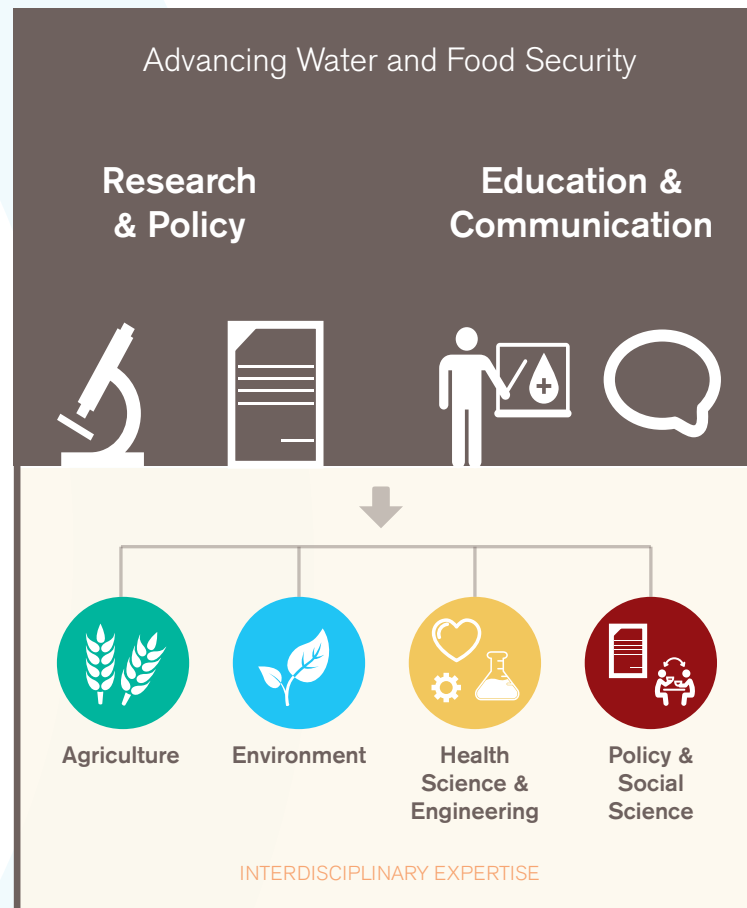 Advancing Water and Food Security
Research
& Policy
Education &
Communication
Agriculture
Environment
Health
Science &
Engineering
Policy &
Social
Science
INTERDISCIPLINARY EXPERTISE